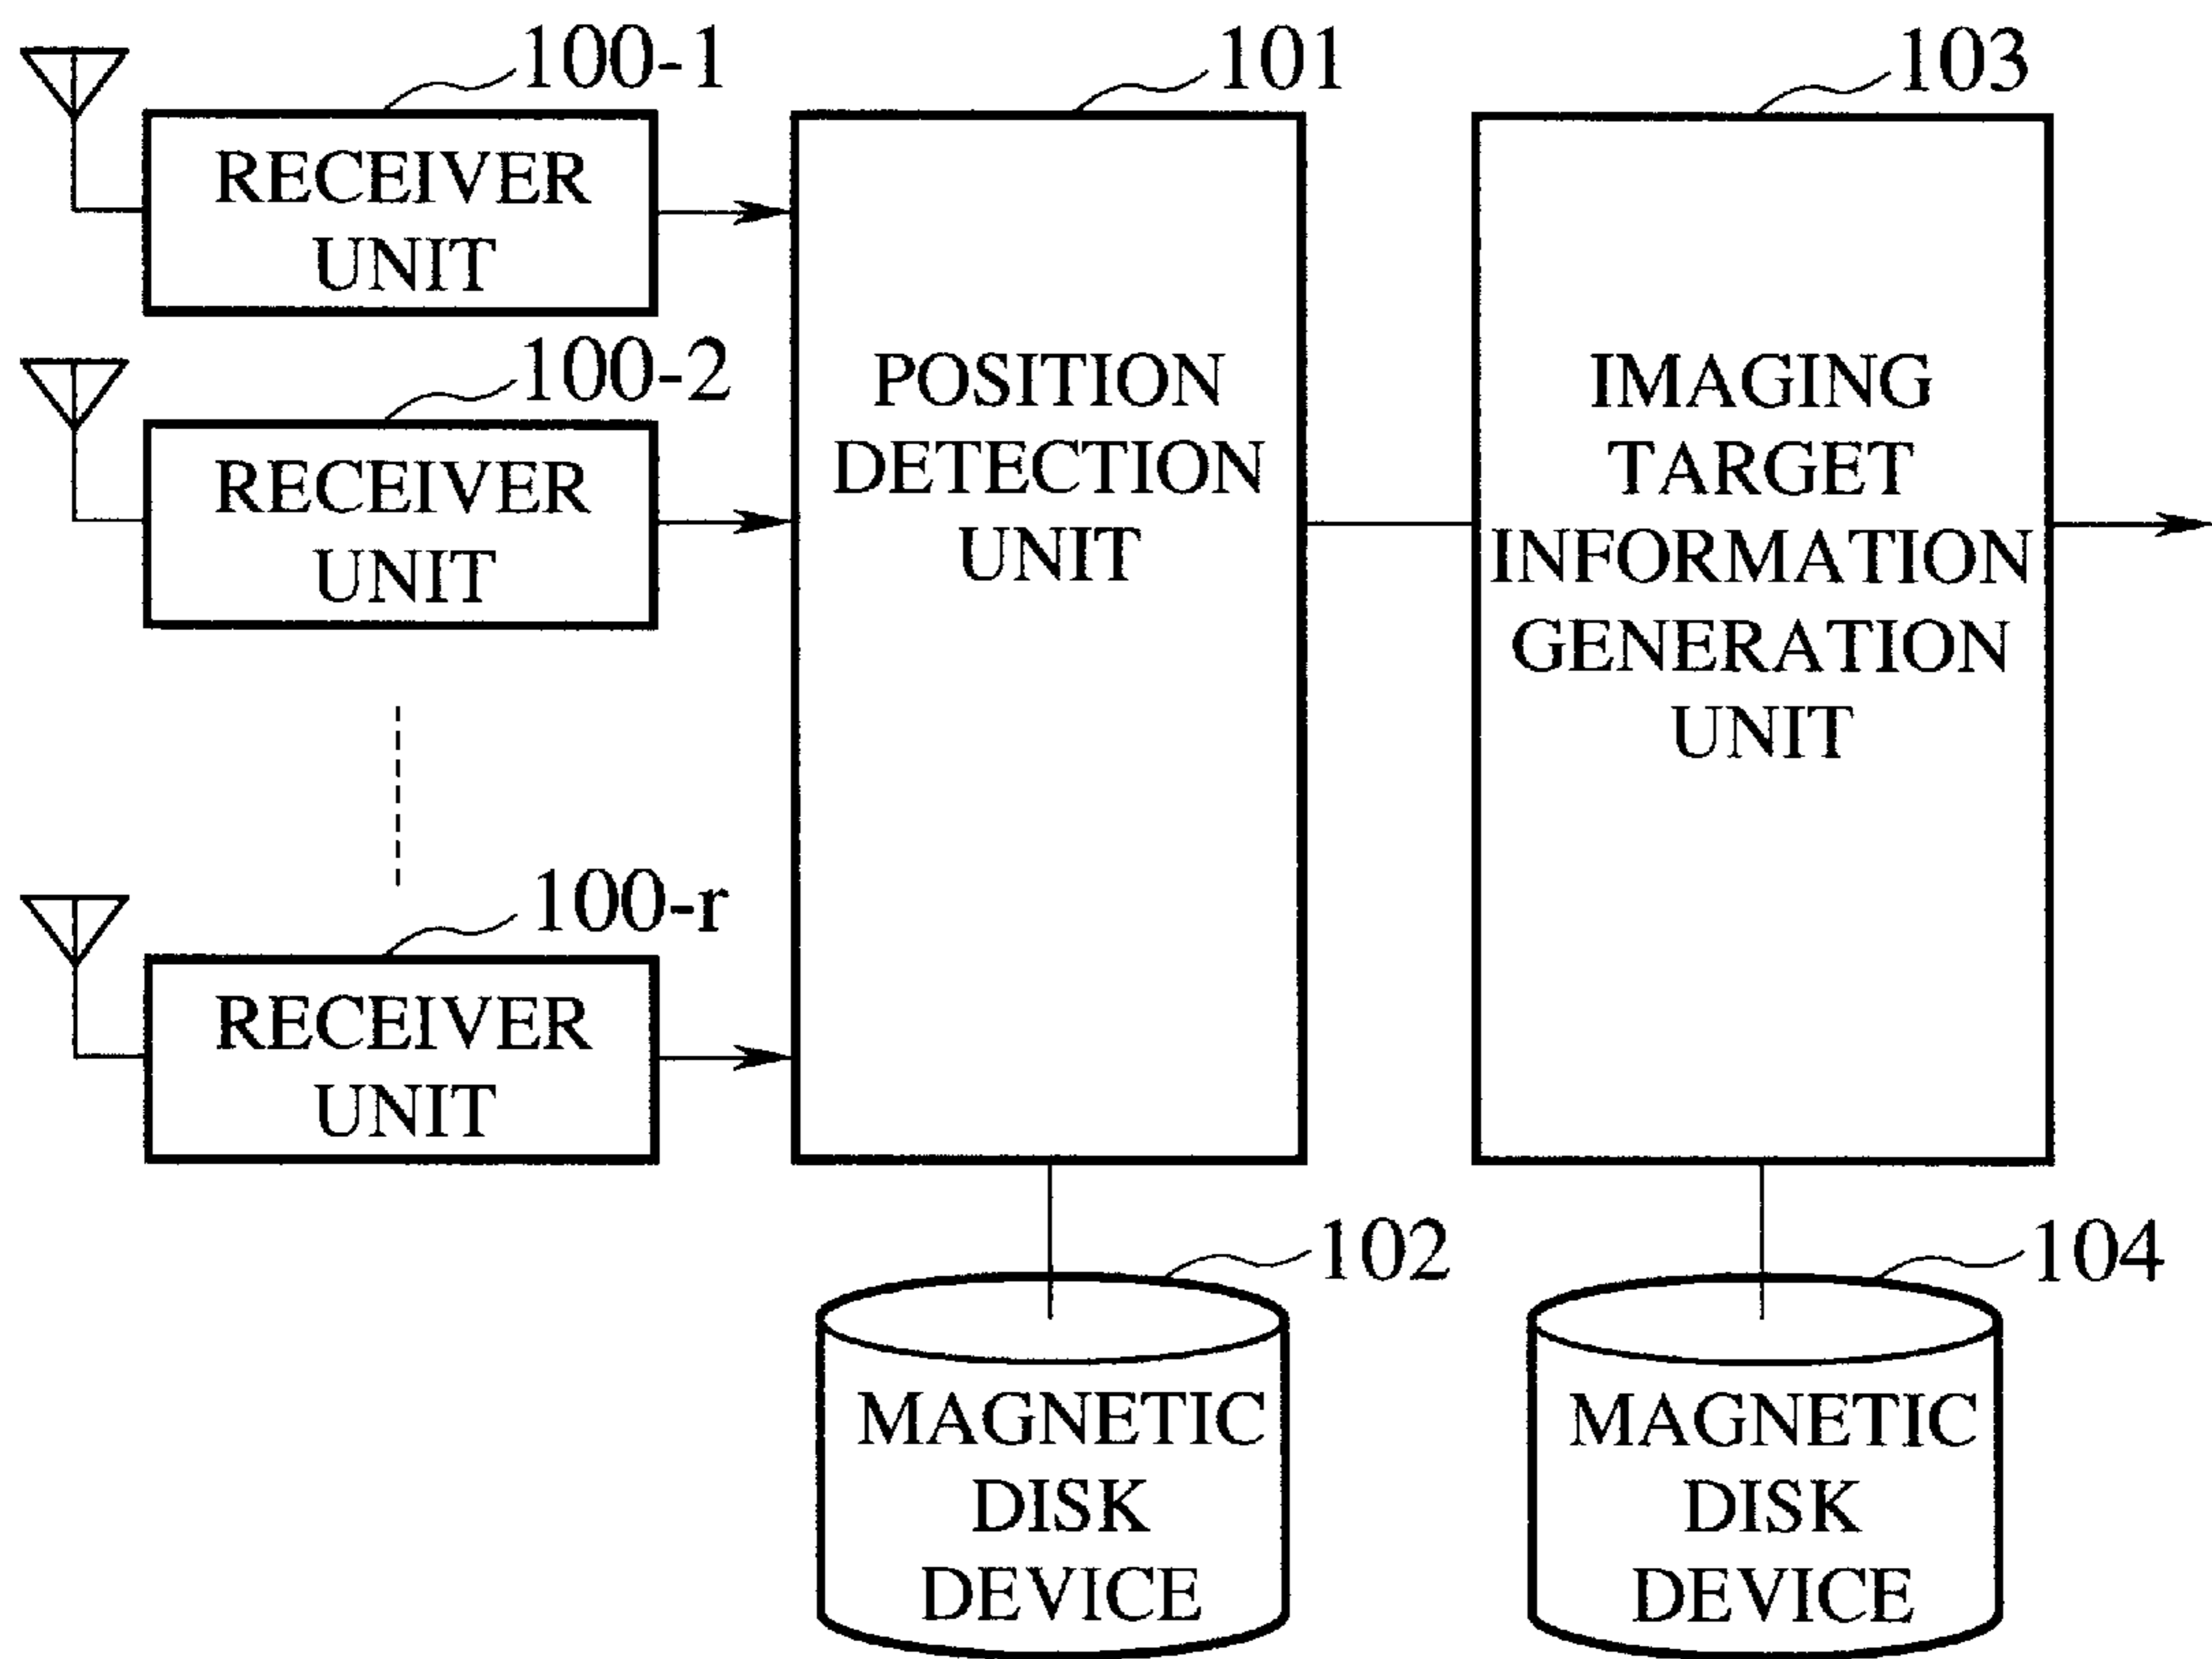 100-1
RECEIVER
UNIT
100-2
RECEIVER
UNIT
100-r
RECEIVER
UNIT
101
POSITION
DETECTION
UNIT
103
IMAGING
TARGET
INFORMATION
GENERATION
UNIT
102
MAGNETIC
DISK
DEVICE
104
MAGNETIC
DISK
DEVICE